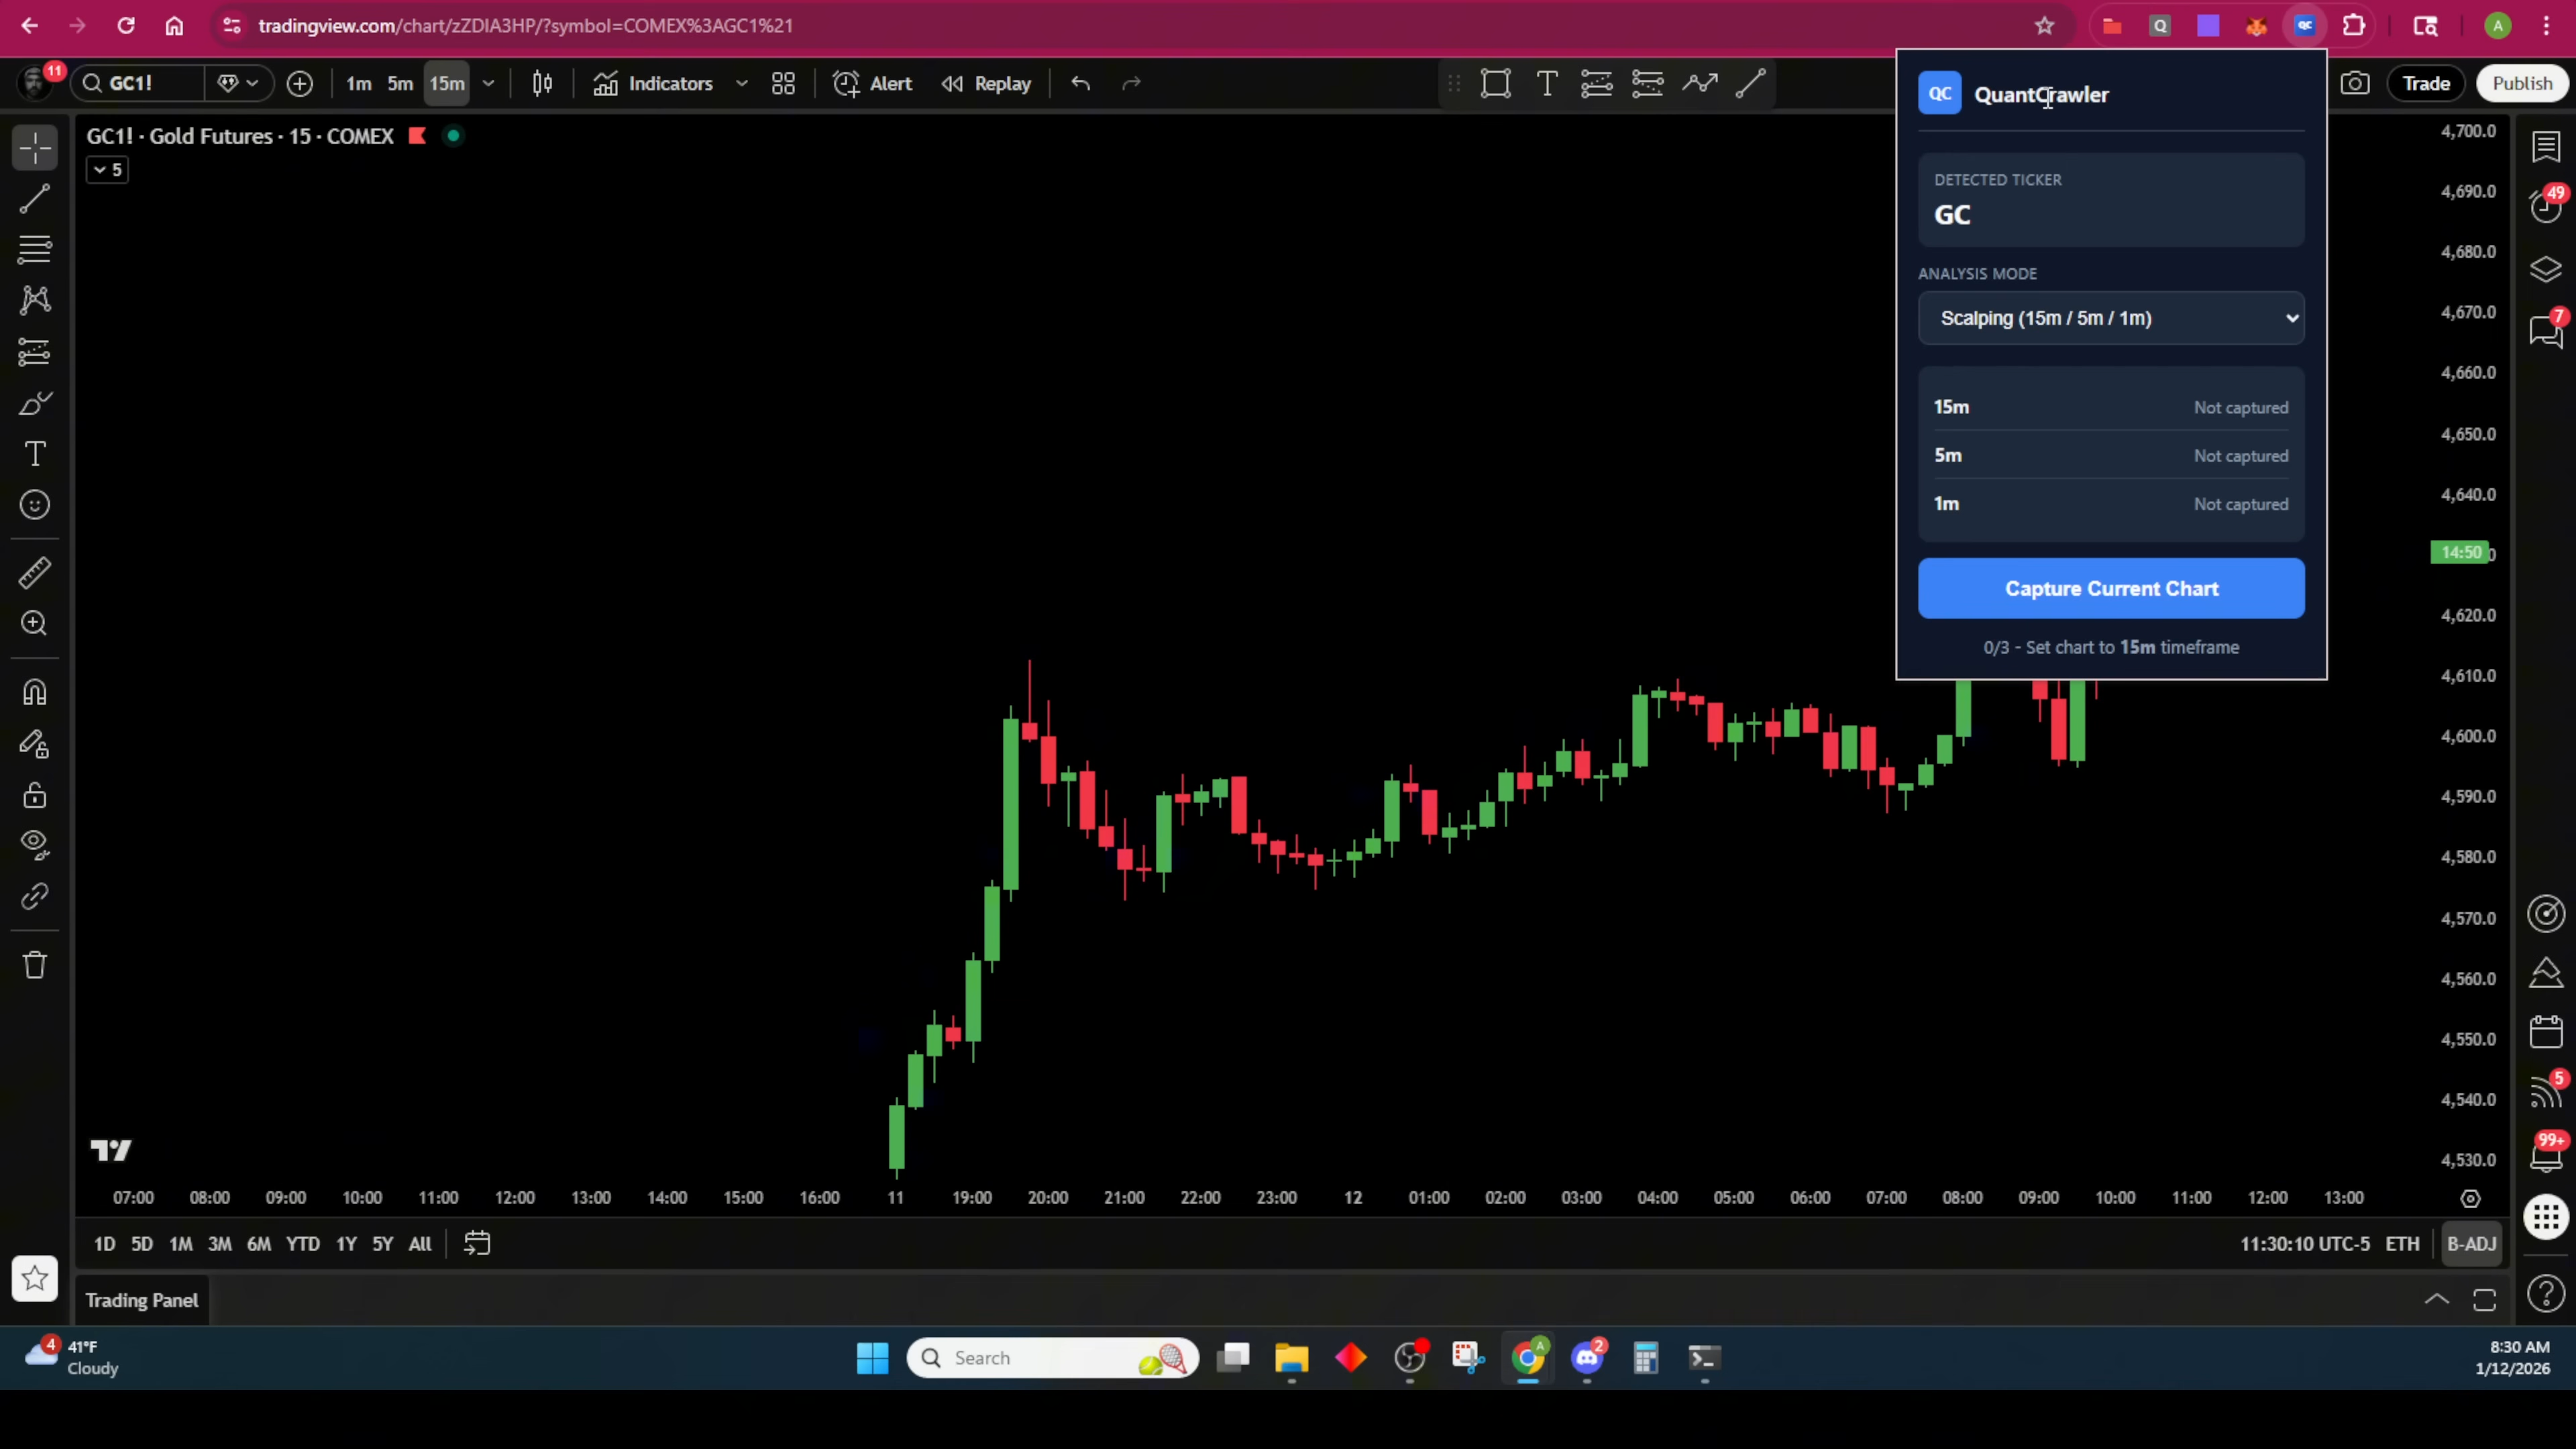 tradingview.com/chart/zZDIA3HP/?symbol=COMEX%3AGC1%21
Q
QC
A
11
GC1!
1m 5m 15m
Indicators
Alert
Replay
T
Trade
Publish
GC1! · Gold Futures · 15 · COMEX
5
QC QuantCrawler
DETECTED TICKER
GC
ANALYSIS MODE
Scalping (15m / 5m / 1m)
15m Not captured
5m Not captured
1m Not captured
Capture Current Chart
0/3 - Set chart to 15m timeframe
4,700.0
4,690.0
4,680.0
4,670.0
4,660.0
4,650.0
4,640.0
14:50
4,620.0
4,610.0
4,600.0
4,590.0
4,580.0
4,570.0
4,560.0
4,550.0
4,540.0
4,530.0
49
7
5
99+
07:00 08:00 09:00 10:00 11:00 12:00 13:00 14:00 15:00 16:00 11 19:00 20:00 21:00 22:00 23:00 12 01:00 02:00 03:00 04:00 05:00 06:00 07:00 08:00 09:00 10:00 11:00 12:00 13:00
1D 5D 1M 3M 6M YTD 1Y 5Y All
11:30:10 UTC-5 ETH B-ADJ
Trading Panel
4
41°F
Cloudy
Search
A
2
8:30 AM
1/12/2026